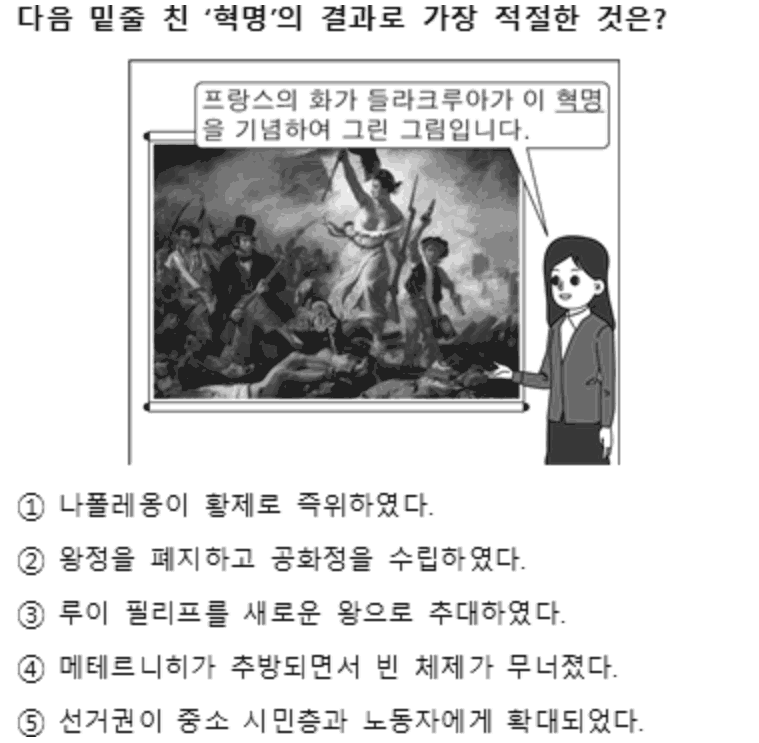 다음 밑줄 친 ‘혁명’의 결과로 가장 적절한 것은?
프랑스의 화가 들라크루아가 이 혁명
을 기념하여 그린 그림입니다.
① 나폴레옹이 황제로 즉위하였다.
② 왕정을 폐지하고 공화정을 수립하였다.
③ 루이 필리프를 새로운 왕으로 추대하였다.
④ 메테르니히가 추방되면서 빈 체제가 무너졌다.
⑤ 선거권이 중소 시민층과 노동자에게 확대되었다.